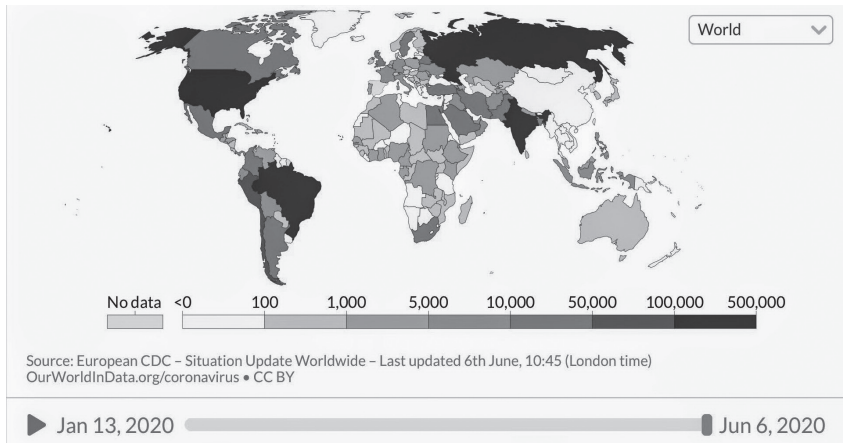 World
No data <0 100 1,000 5,000 10,000 50,000 100,000 500,000
Source: European CDC – Situation Update Worldwide – Last updated 6th June, 10:45 (London time)
OurWorldInData.org/coronavirus • CC BY
Jan 13, 2020 Jun 6, 2020